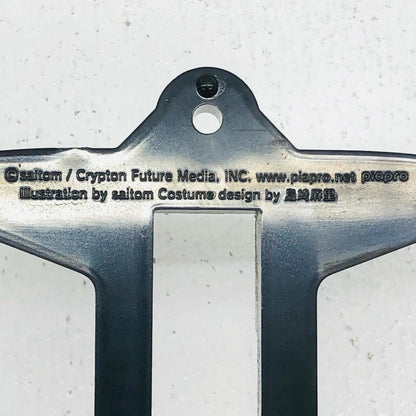 ©saitom / Crypton Future Media, INC. www.piapro.net piapro
Illustration by saitom Costume design by